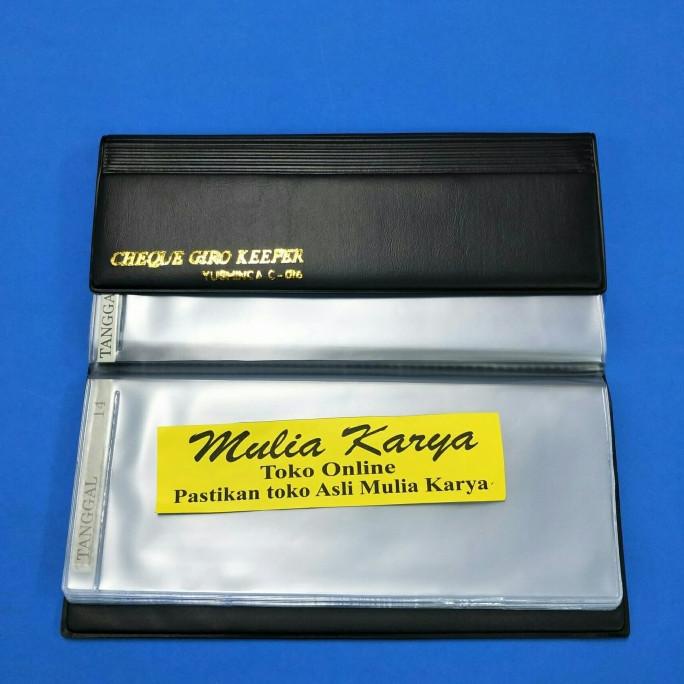 CHEQUE GIRO KEEPER
YUSHINCA C-016
TANGGAL
14
TANGGAL
Mulia Karya
Toko Online
Pastikan toko Asli Mulia Karya